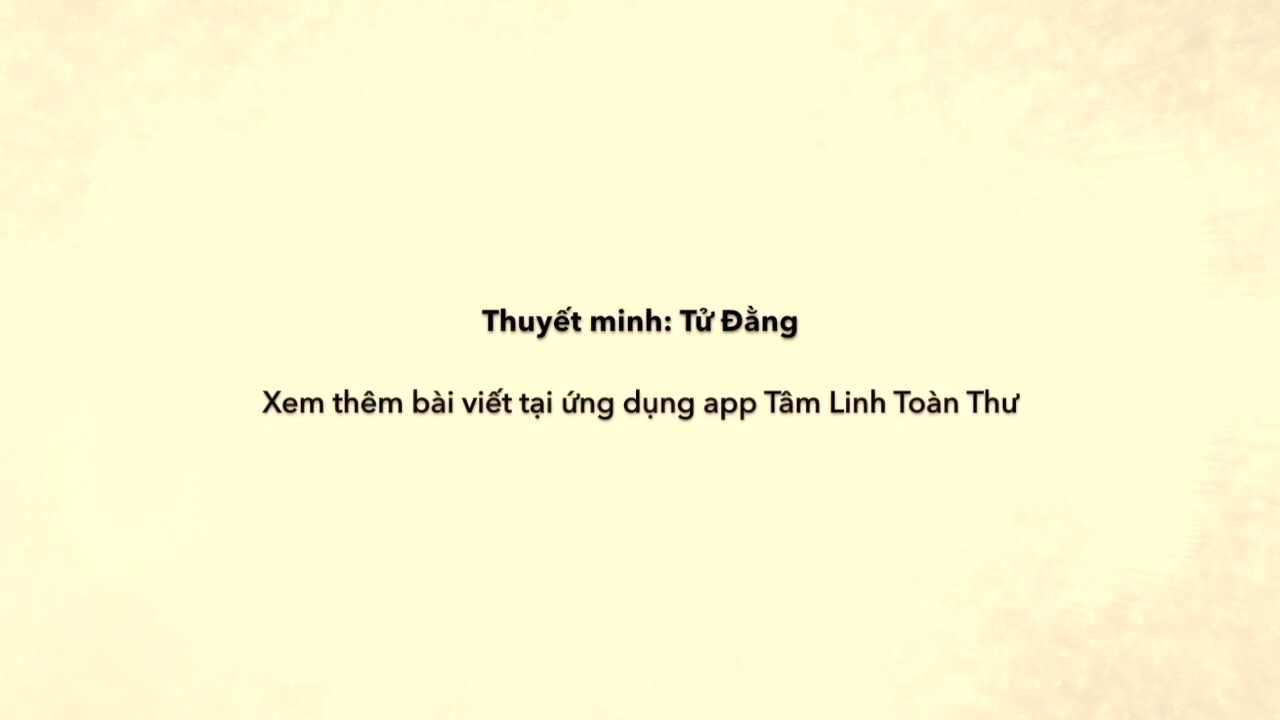 Thuyết minh: Tử Đằng
Xem thêm bài viết tại ứng dụng app Tâm Linh Toàn Thư